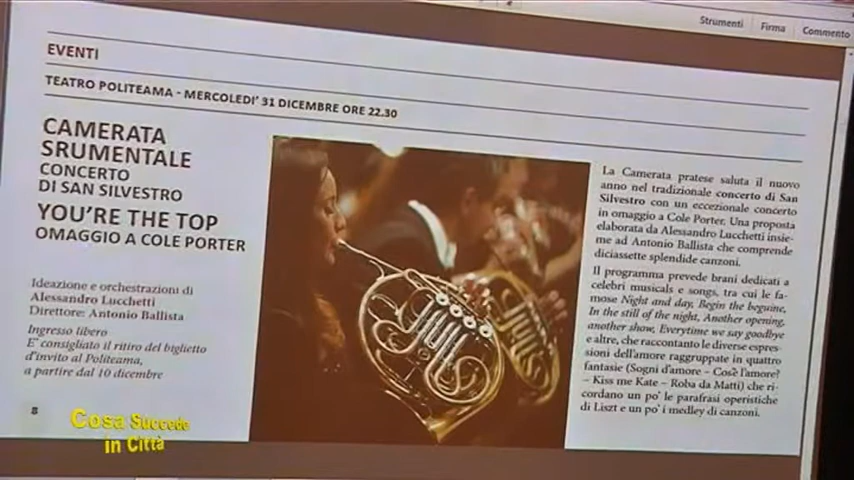 Strumenti Firma Commento
EVENTI
TEATRO POLITEAMA - MERCOLEDI' 31 DICEMBRE ORE 22.30
CAMERATA
SRUMENTALE
CONCERTO
DI SAN SILVESTRO
YOU'RE THE TOP
OMAGGIO A COLE PORTER
Ideazione e orchestrazioni di
Alessandro Lucchetti
Direttore: Antonio Ballista
Ingresso libero
E' consigliato il ritiro del biglietto
d'invito al Politeama,
a partire dal 10 dicembre
8
La Camerata pratese saluta il nuovo
anno nel tradizionale concerto di San
Silvestro con un eccezionale concerto
in omaggio a Cole Porter. Una proposta
elaborata da Alessandro Lucchetti insie-
me ad Antonio Ballista che comprende
diciassette splendide canzoni.
Il programma prevede brani dedicati a
celebri musicals e songs, tra cui le fa-
mose Night and day, Begin the beguine,
In the still of the night, Another opening,
another show, Everytime we say goodbye
e altre, che raccontano le diverse espres-
sioni dell'amore raggruppate in quattro
fantasie (Sogni d'amore – Cos'è l'amore?
– Kiss me Kate – Roba da Matti) che ri-
cordano un po' le parafrasi operistiche
di Liszt e un po' i medley di canzoni.
Cosa Succede
in Città